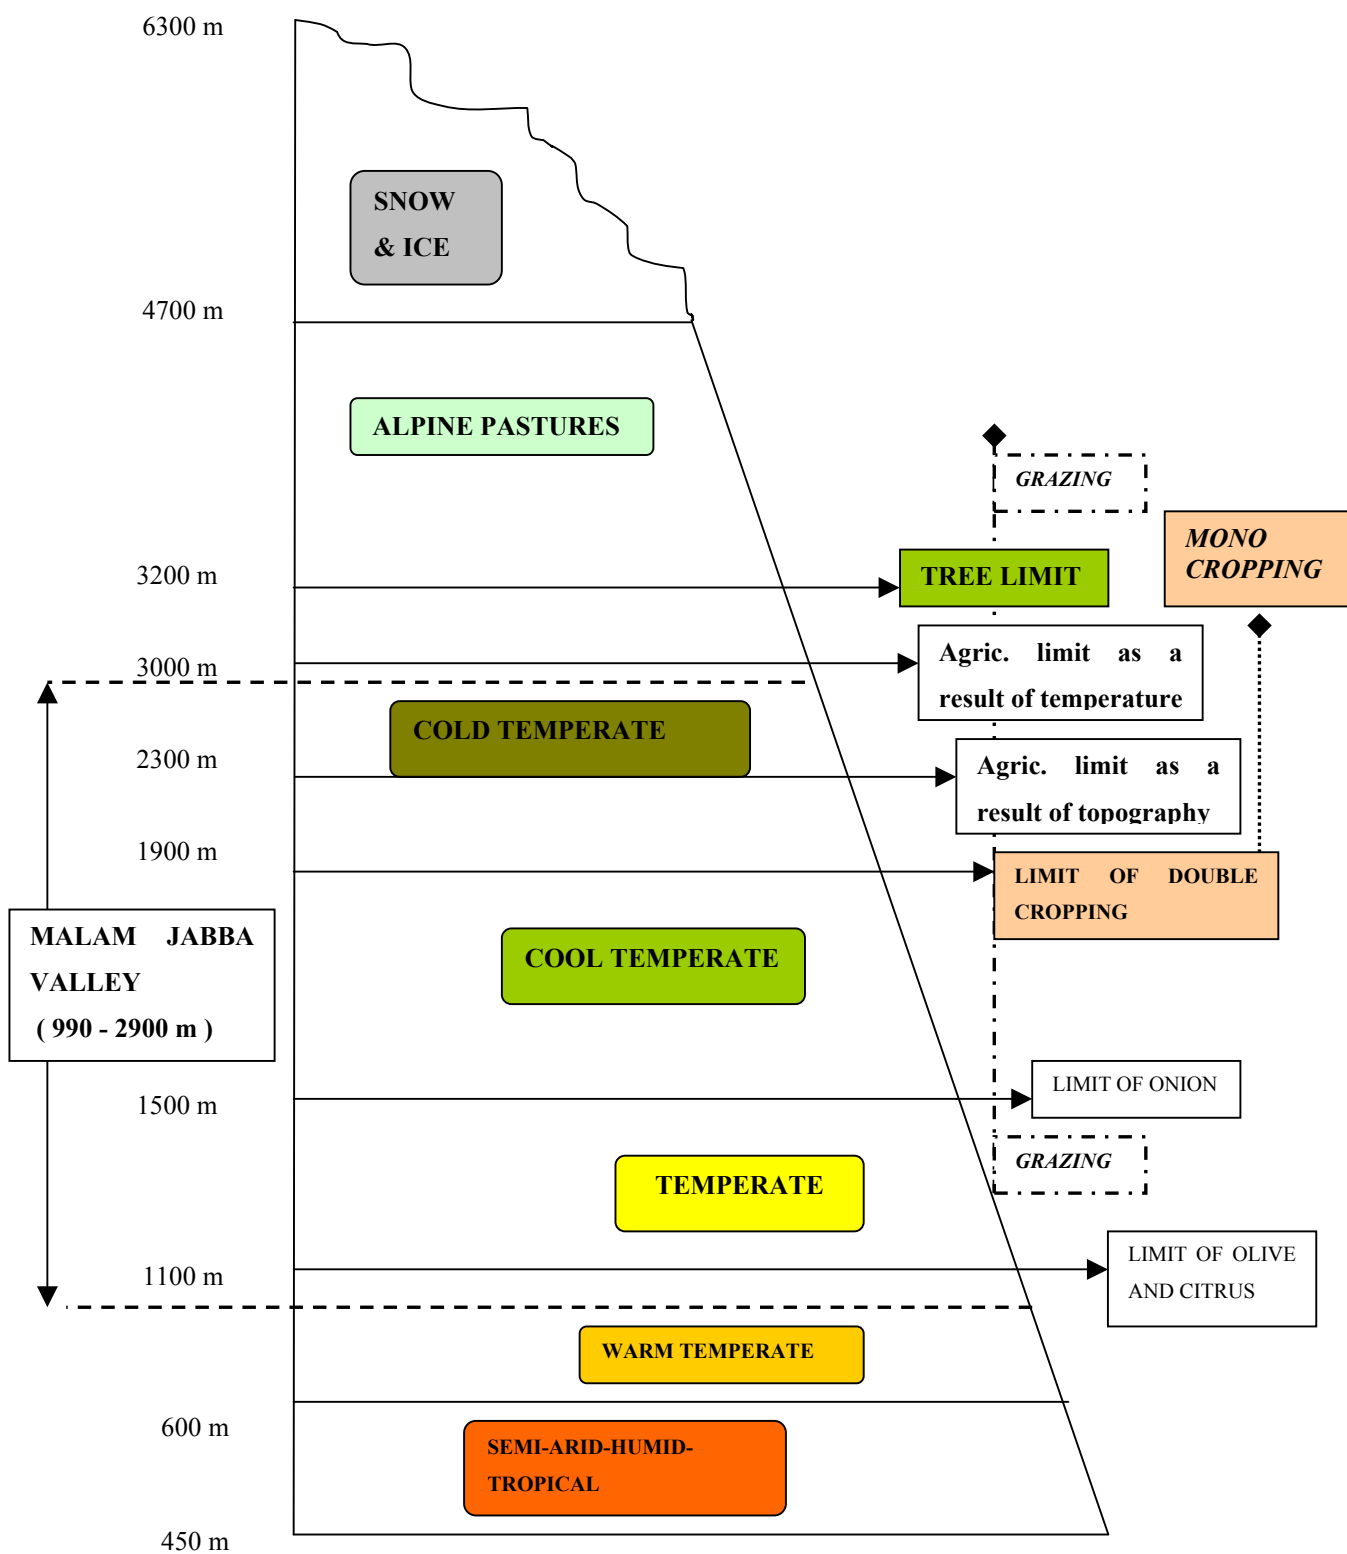 6300 m
SNOW
& ICE
4700 m
ALPINE PASTURES
GRAZING
MONO
CROPPING
3200 m
TREE LIMIT
Agric. limit as a
result of temperature
3000 m
COLD TEMPERATE
2300 m
Agric. limit as a
result of topography
1900 m
LIMIT OF DOUBLE
CROPPING
MALAM JABBA
VALLEY
( 990 - 2900 m )
COOL TEMPERATE
LIMIT OF ONION
1500 m
GRAZING
TEMPERATE
LIMIT OF OLIVE
AND CITRUS
1100 m
WARM TEMPERATE
600 m
SEMI-ARID-HUMID-
TROPICAL
450 m